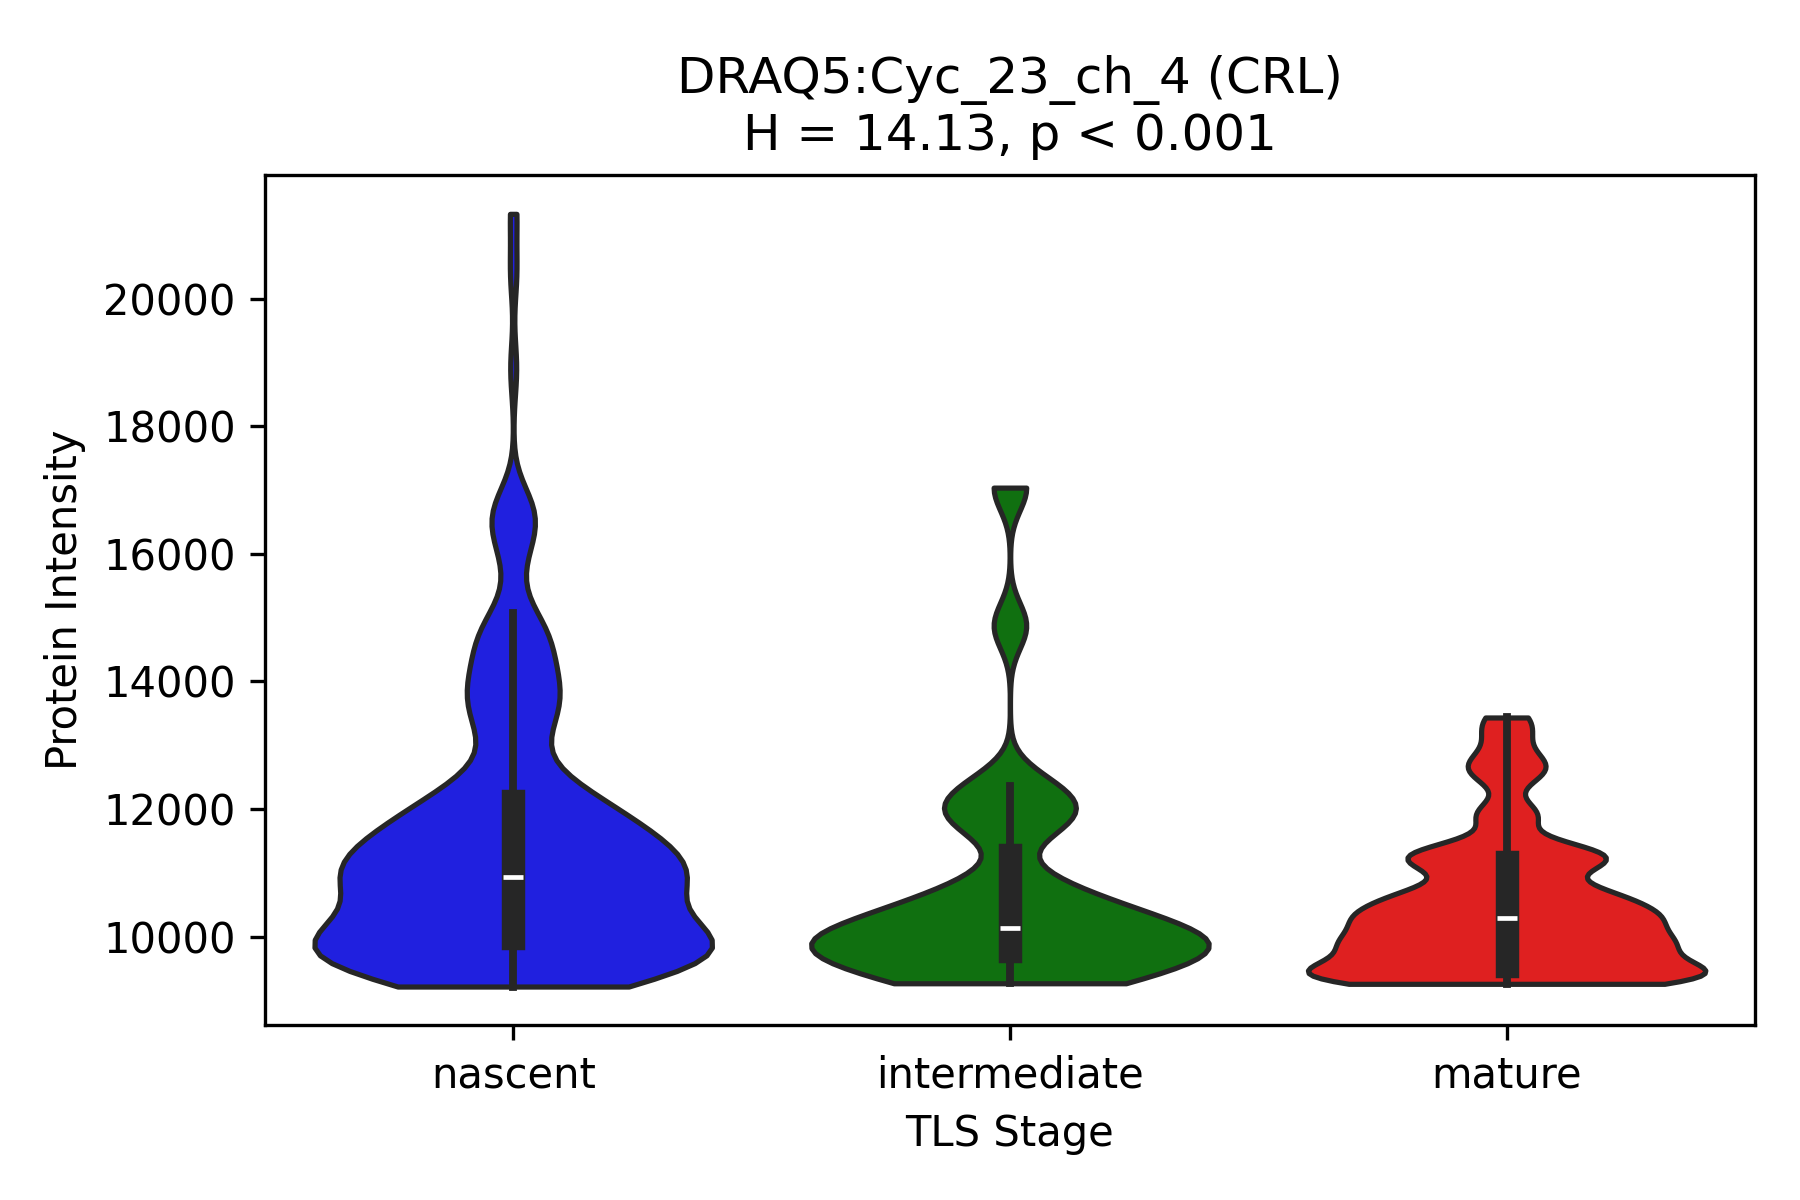 DRAQ5:Cyc_23_ch_4 (CRL)
H = 14.13, p < 0.001
Protein Intensity
20000
18000
16000
14000
12000
10000
nascent
intermediate
mature
TLS Stage